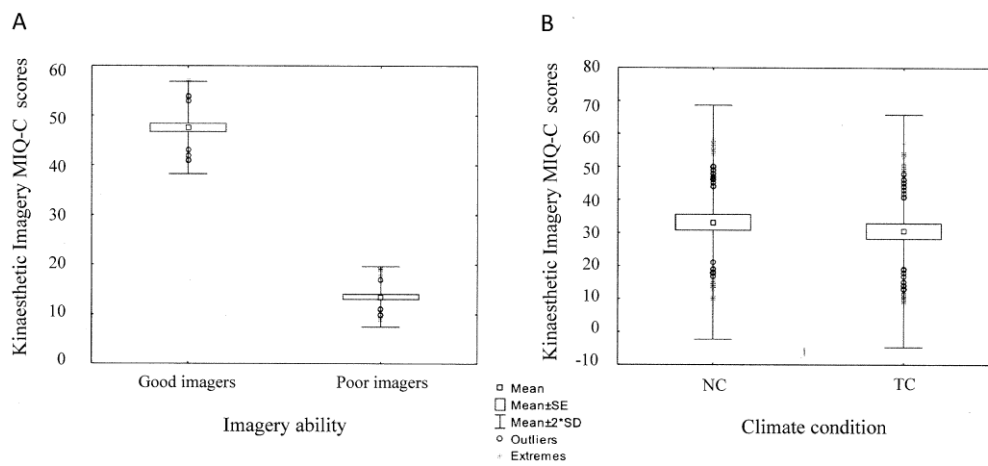 A
Kinaesthetic Imagery MIQ-C scores
60
50
40
30
20
10
0
Good imagers
Poor imagers
Imagery ability
B
Kinaesthetic Imagery MIQ-C scores
80
70
60
50
40
30
20
10
0
-10
NC
TC
Climate condition
Mean
Mean±SE
Mean±2*SD
Outliers
Extremes